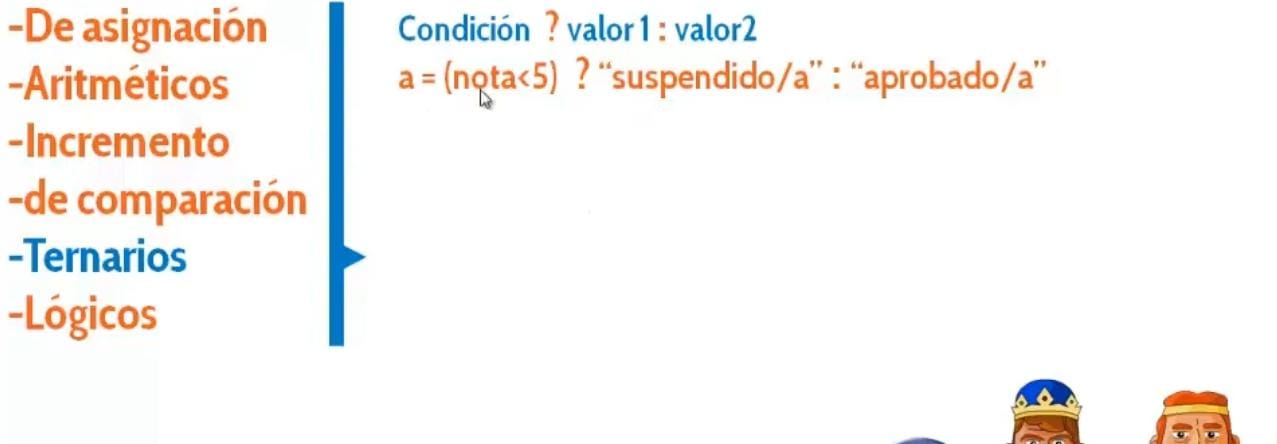 -De asignación
-Aritméticos
-Incremento
-de comparación
-Ternarios
-Lógicos
Condición ? valor1 : valor2
a = (nota<5) ? “suspendido/a” : “aprobado/a”